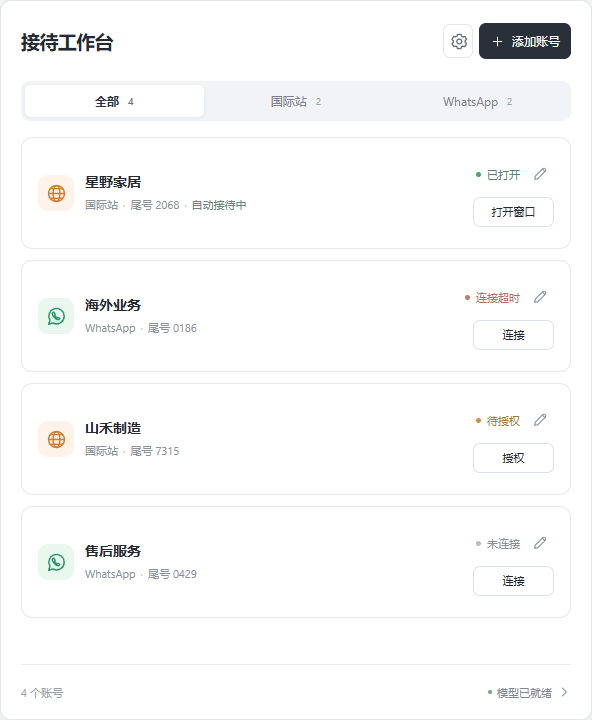 接待工作台
添加账号
全部 4
国际站 2
WhatsApp 2
星野家居
国际站 · 尾号 2068 · 自动接待中
已打开
打开窗口
海外业务
WhatsApp · 尾号 0186
连接超时
连接
山禾制造
国际站 · 尾号 7315
待授权
授权
售后服务
WhatsApp · 尾号 0429
未连接
连接
4 个账号
模型已就绪